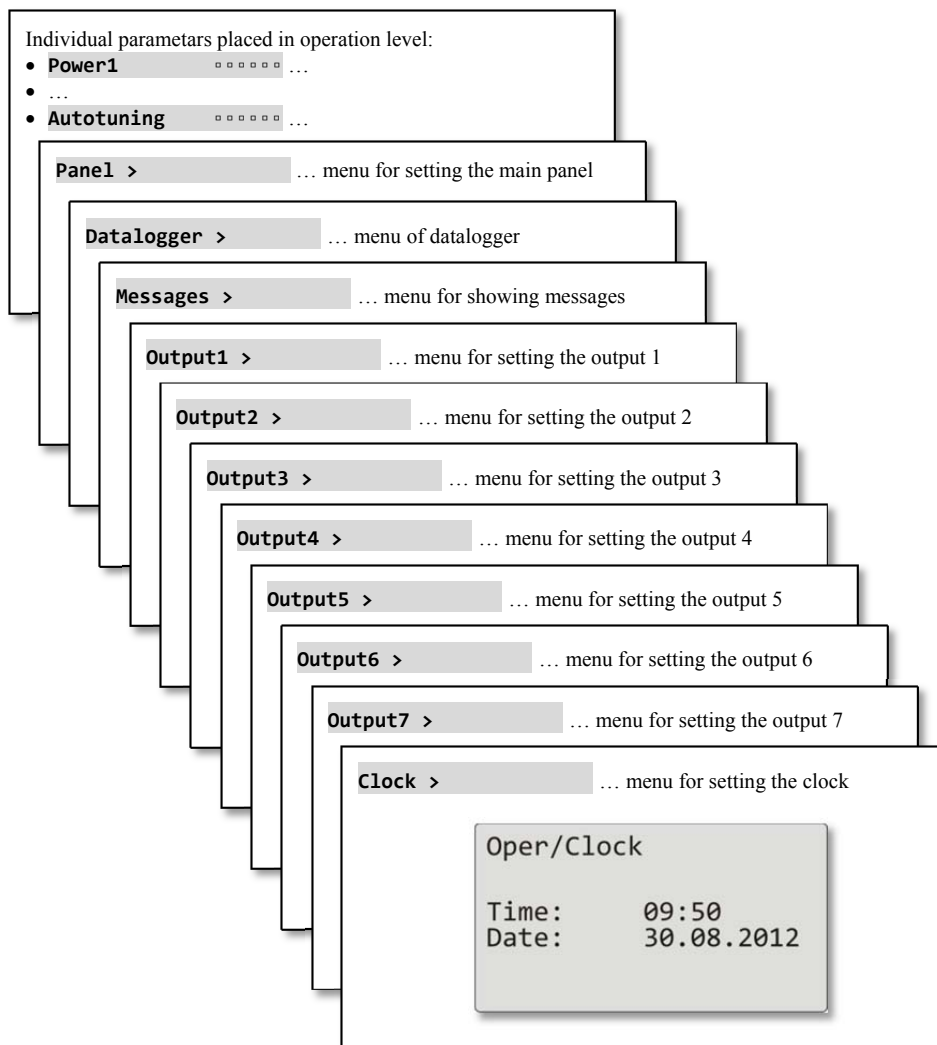 Individual parametars placed in operation level:
• Power1 ▫▫▫▫▫▫ …
• …
• Autotuning ▫▫▫▫▫▫ …
Panel > … menu for setting the main panel
Datalogger > … menu of datalogger
Messages > … menu for showing messages
Output1 > … menu for setting the output 1
Output2 > … menu for setting the output 2
Output3 > … menu for setting the output 3
Output4 > … menu for setting the output 4
Output5 > … menu for setting the output 5
Output6 > … menu for setting the output 6
Output7 > … menu for setting the output 7
Clock > … menu for setting the clock
Oper/Clock
Time: 09:50
Date: 30.08.2012